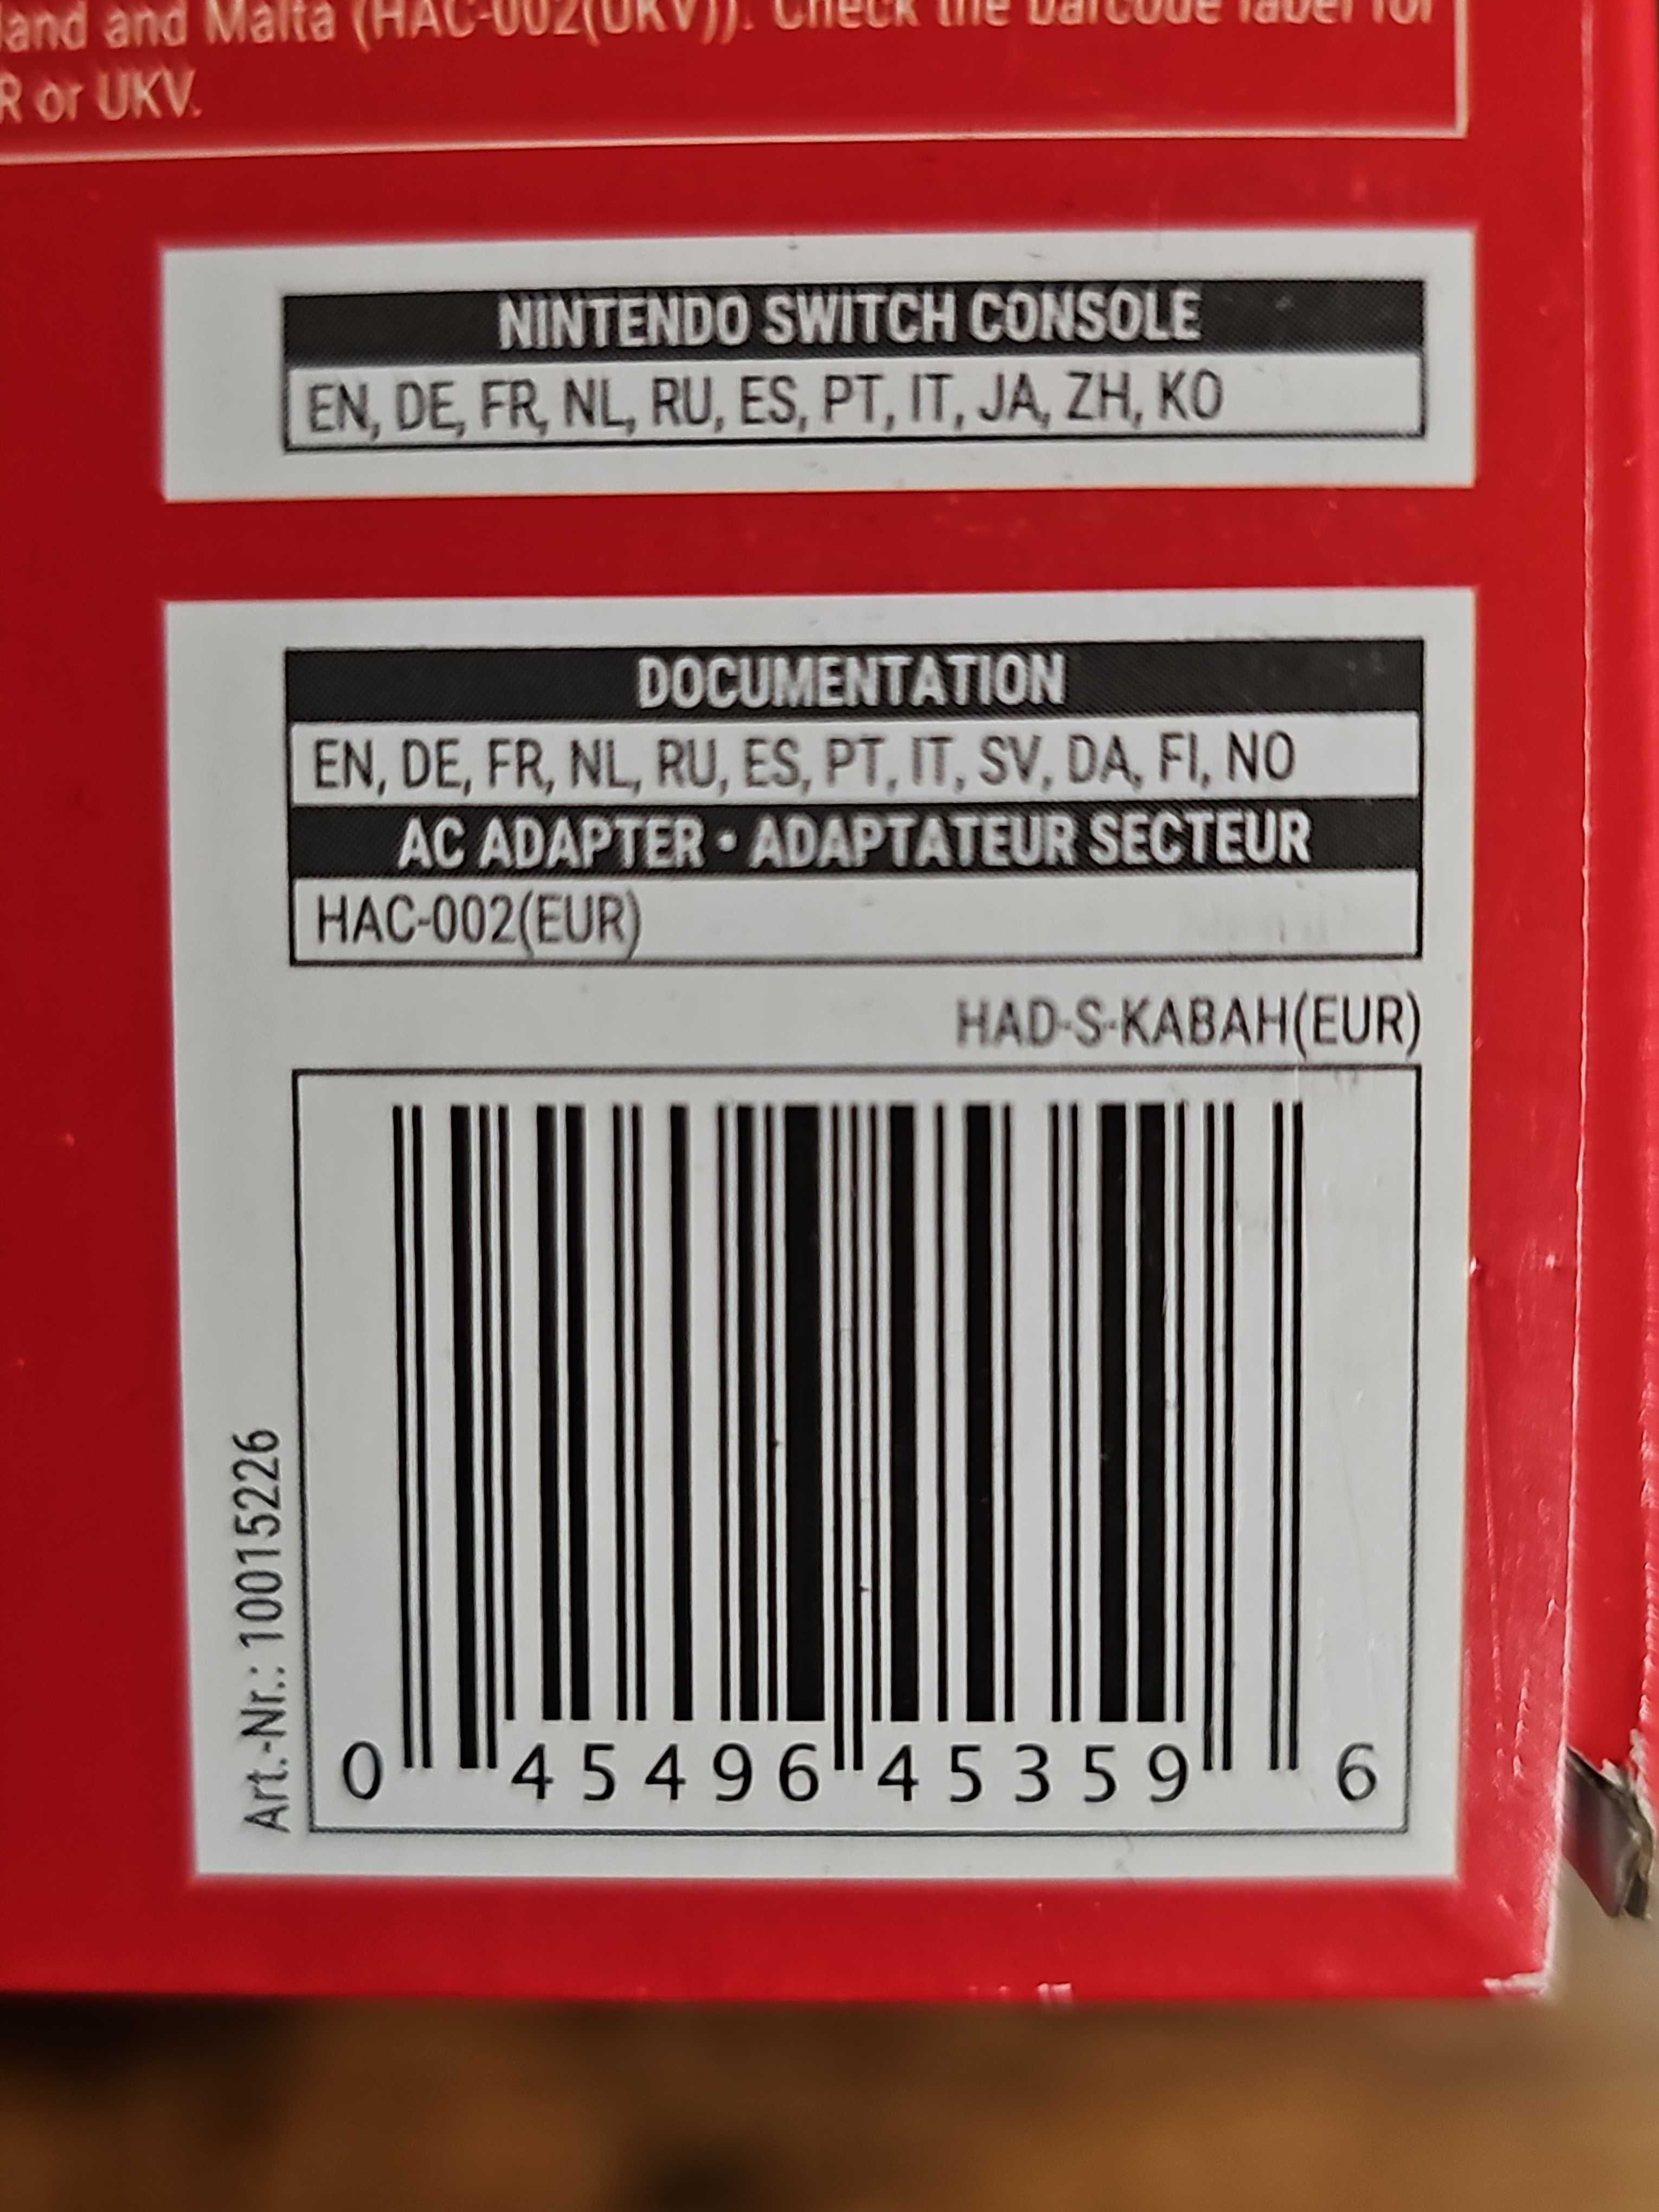 land and Malta (HAC-002(UKV)). Check the barcode label for
R or UKV.
NINTENDO SWITCH CONSOLE
EN, DE, FR, NL, RU, ES, PT, IT, JA, ZH, KO
DOCUMENTATION
EN, DE, FR, NL, RU, ES, PT, IT, SV, DA, FI, NO
AC ADAPTER • ADAPTATEUR SECTEUR
HAC-002(EUR)
HAD-S-KABAH(EUR)
Art.-Nr.: 10015226
0 45496 45359 6